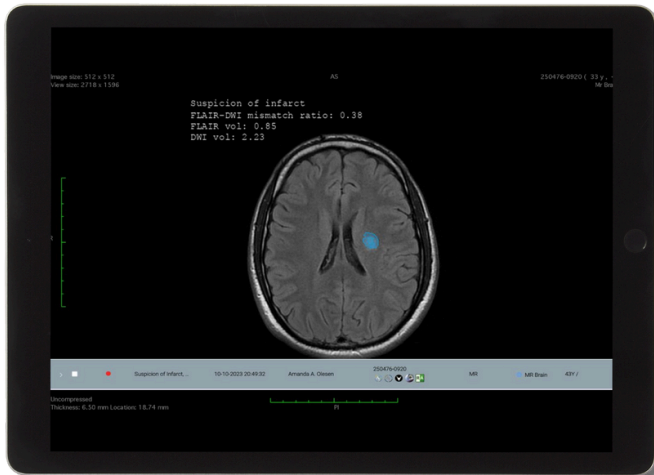 Image size: 512 x 512
View size: 2718 x 1396
AS
250476-0920 ( 33 y , -
Mr Brain
Suspicion of infarct
FLAIR-DWI mismatch ratio: 0.38
FLAIR vol: 0.85
DWI vol: 2.23
Suspicion of Infarct,...
10-10-2023 20:49:32
Amanda A. Olesen
250476-0920
MR
MR Brain
43Y /
Uncompressed
Thickness: 6.50 mm Location: 18.74 mm